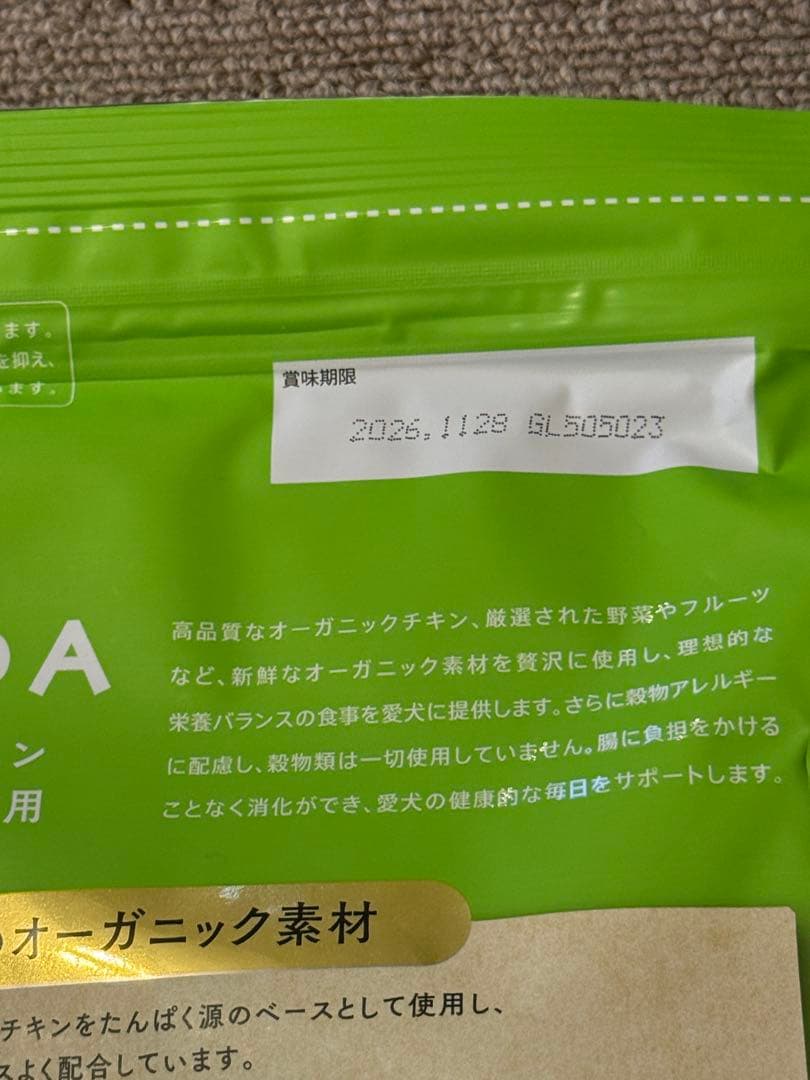 ます。
を抑え、
ます。
賞味期限
2026.1128 GL505023
高品質なオーガニックチキン、厳選された野菜やフルーツ
など、新鮮なオーガニック素材を贅沢に使用し、理想的な
栄養バランスの食事を愛犬に提供します。さらに穀物アレルギー
に配慮し、穀物類は一切使用していません。腸に負担をかける
ことなく消化ができ、愛犬の健康的な毎日をサポートします。
DA
ン
用
のオーガニック素材
チキンをたんぱく源のベースとして使用し、
スよく配合しています。